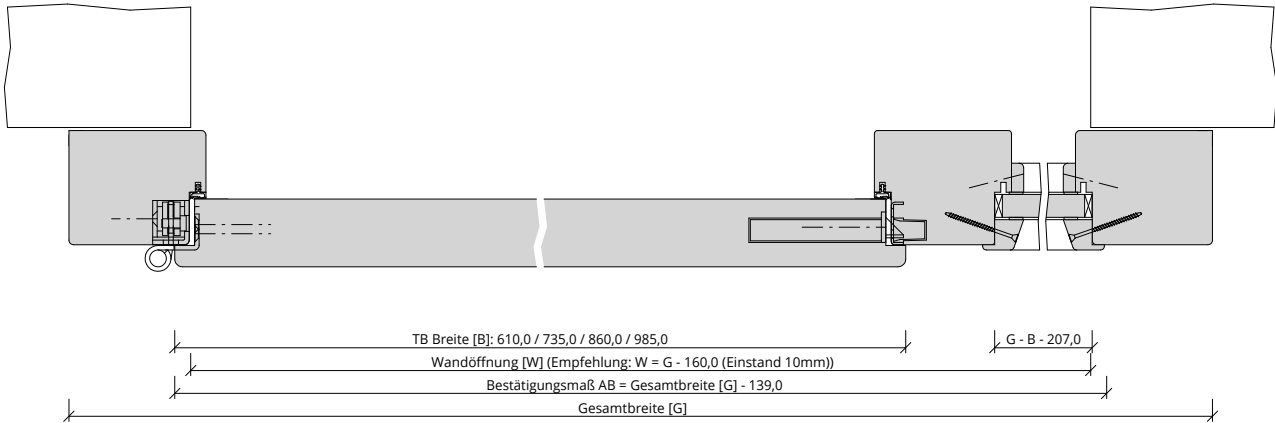 TB Breite [B]: 610,0 / 735,0 / 860,0 / 985,0
G - B - 207,0
Wandöffnung [W] (Empfehlung: W = G - 160,0 (Einstand 10mm))
Bestätigungsmaß AB = Gesamtbreite [G] - 139,0
Gesamtbreite [G]